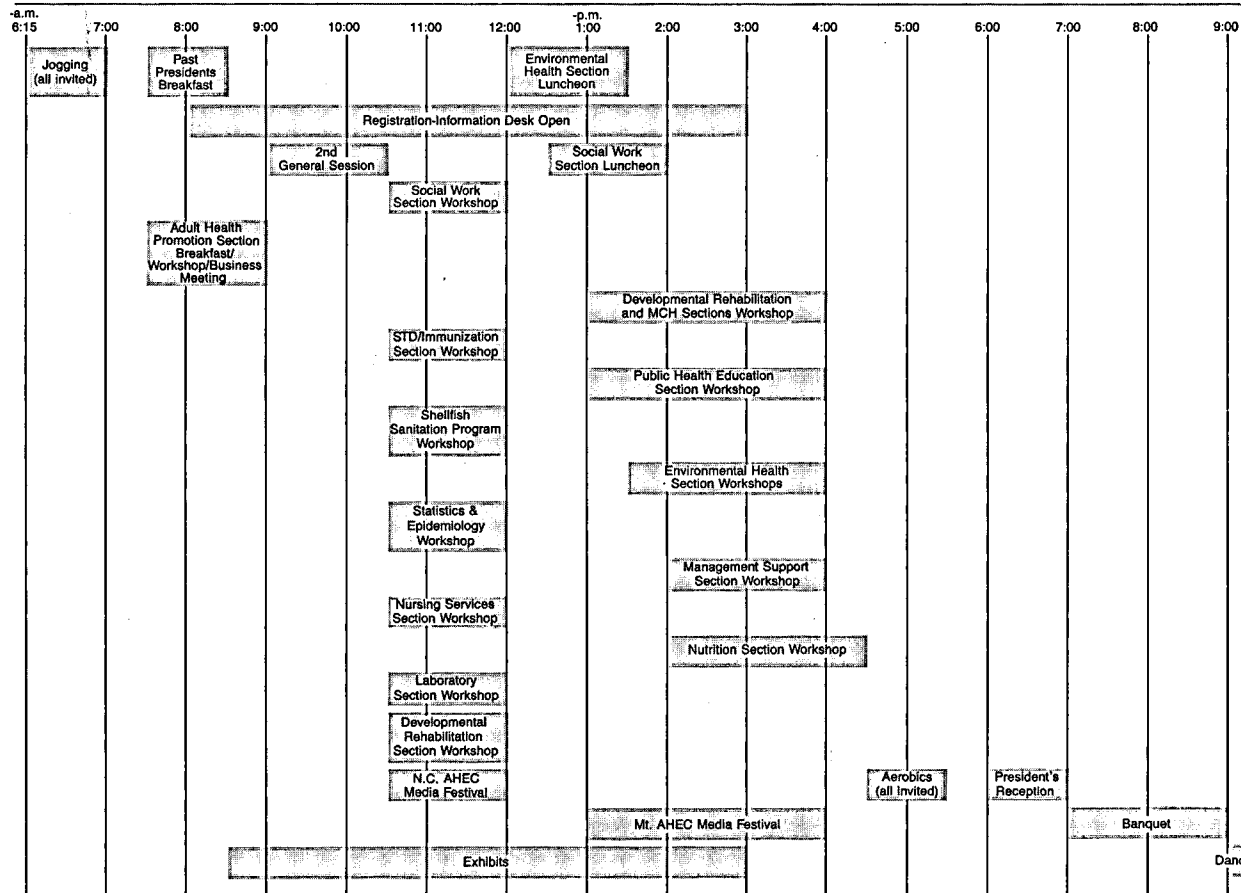 -a.m.
-p.m.
6:15 7:00 8:00 9:00 10:00 11:00 12:00 1:00 2:00 3:00 4:00 5:00 6:00 7:00 8:00 9:00
Jogging
(all invited)
Past
Presidents
Breakfast
Environmental
Health Section
Luncheon
Registration-Information Desk Open
2nd
General Session
Social Work
Section Luncheon
Social Work
Section Workshop
Adult Health
Promotion Section
Breakfast/
Workshop/Business
Meeting
Developmental Rehabilitation
and MCH Sections Workshop
STD/Immunization
Section Workshop
Public Health Education
Section Workshop
Shellfish
Sanitation Program
Workshop
Environmental Health
Section Workshops
Statistics &
Epidemiology
Workshop
Management Support
Section Workshop
Nursing Services
Section Workshop
Nutrition Section Workshop
Laboratory
Section Workshop
Developmental
Rehabilitation
Section Workshop
N.C. AHEC
Media Festival
Aerobics
(all invited)
President's
Reception
Mt. AHEC Media Festival
Banquet
Exhibits